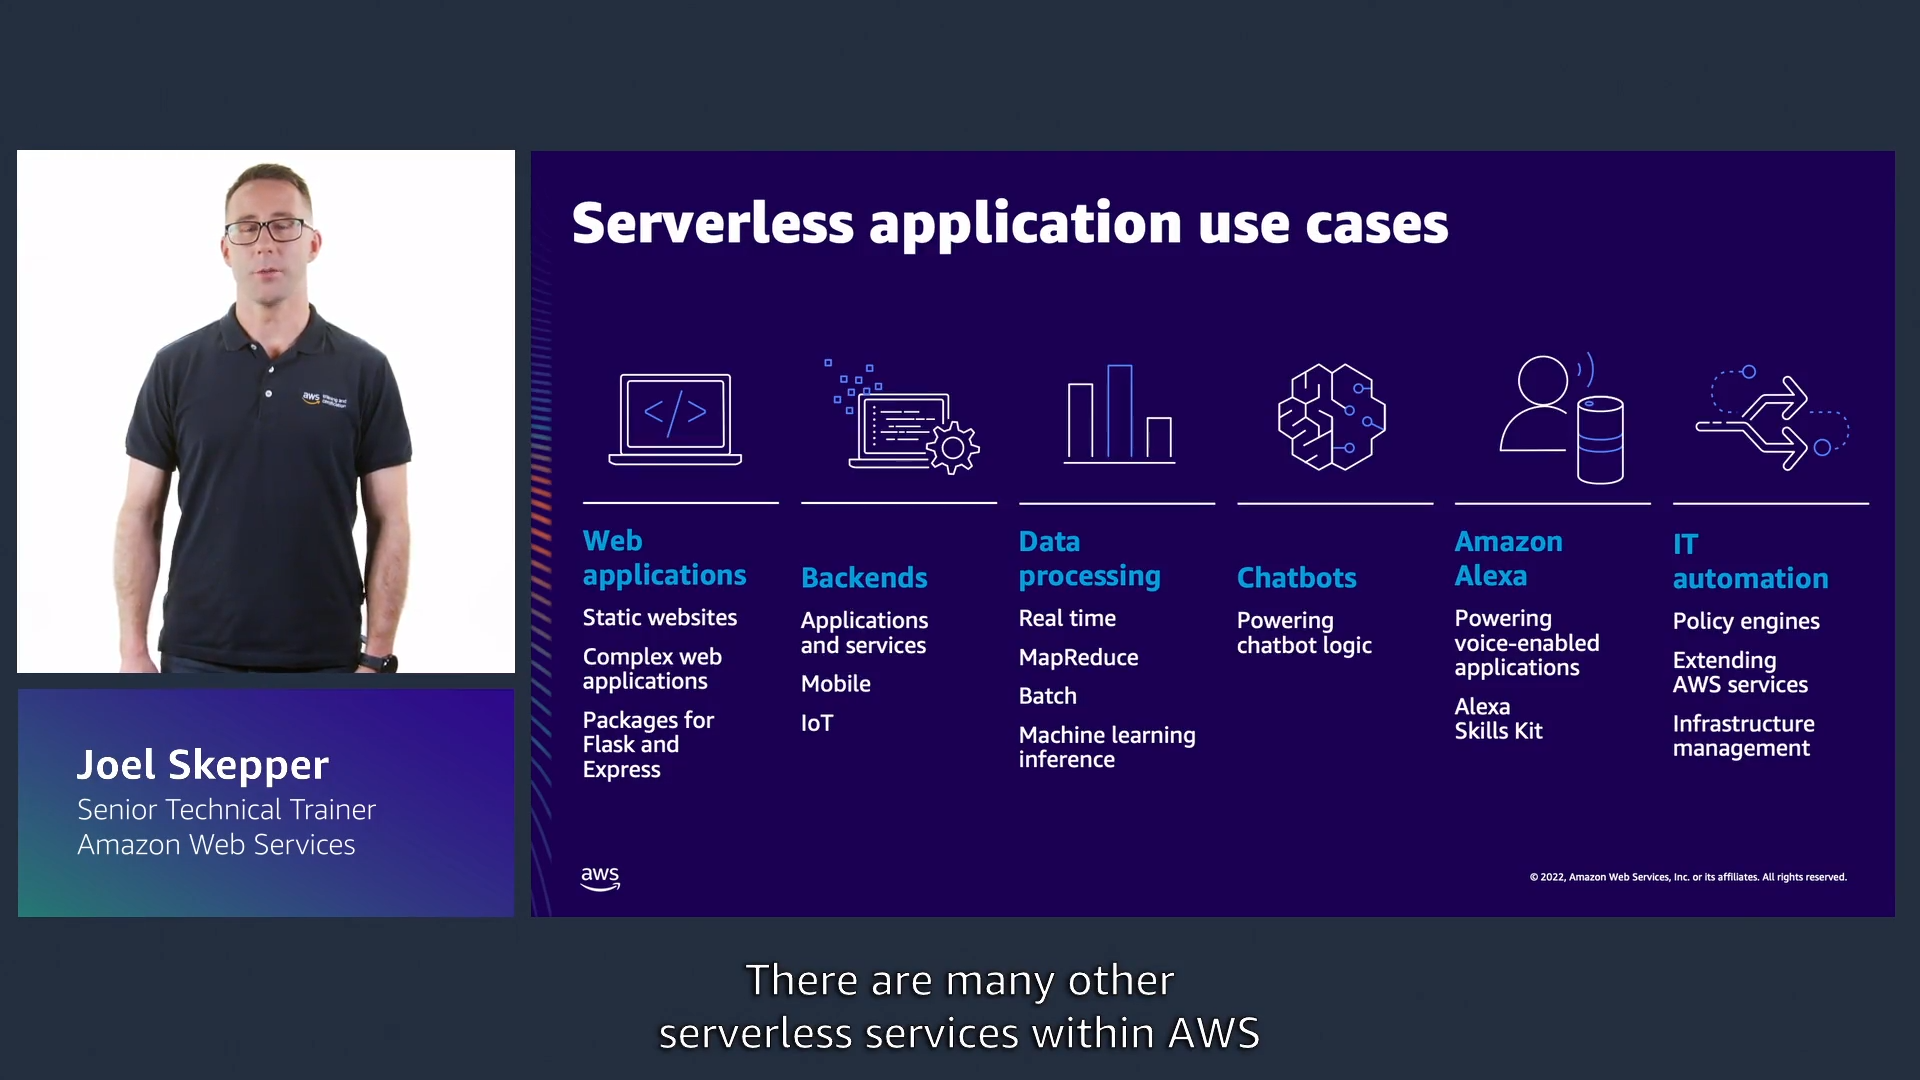 Serverless application use cases
</>
Web
applications
Static websites
Complex web
applications
Packages for
Flask and
Express
Backends
Applications
and services
Mobile
IoT
Data
processing
Real time
MapReduce
Batch
Machine learning
inference
Chatbots
Powering
chatbot logic
Amazon
Alexa
Powering
voice-enabled
applications
Alexa
Skills Kit
IT
automation
Policy engines
Extending
AWS services
Infrastructure
management
aws
© 2022, Amazon Web Services, Inc. or its affiliates. All rights reserved.
aws training and
certification
Joel Skepper
Senior Technical Trainer
Amazon Web Services
There are many other
serverless services within AWS